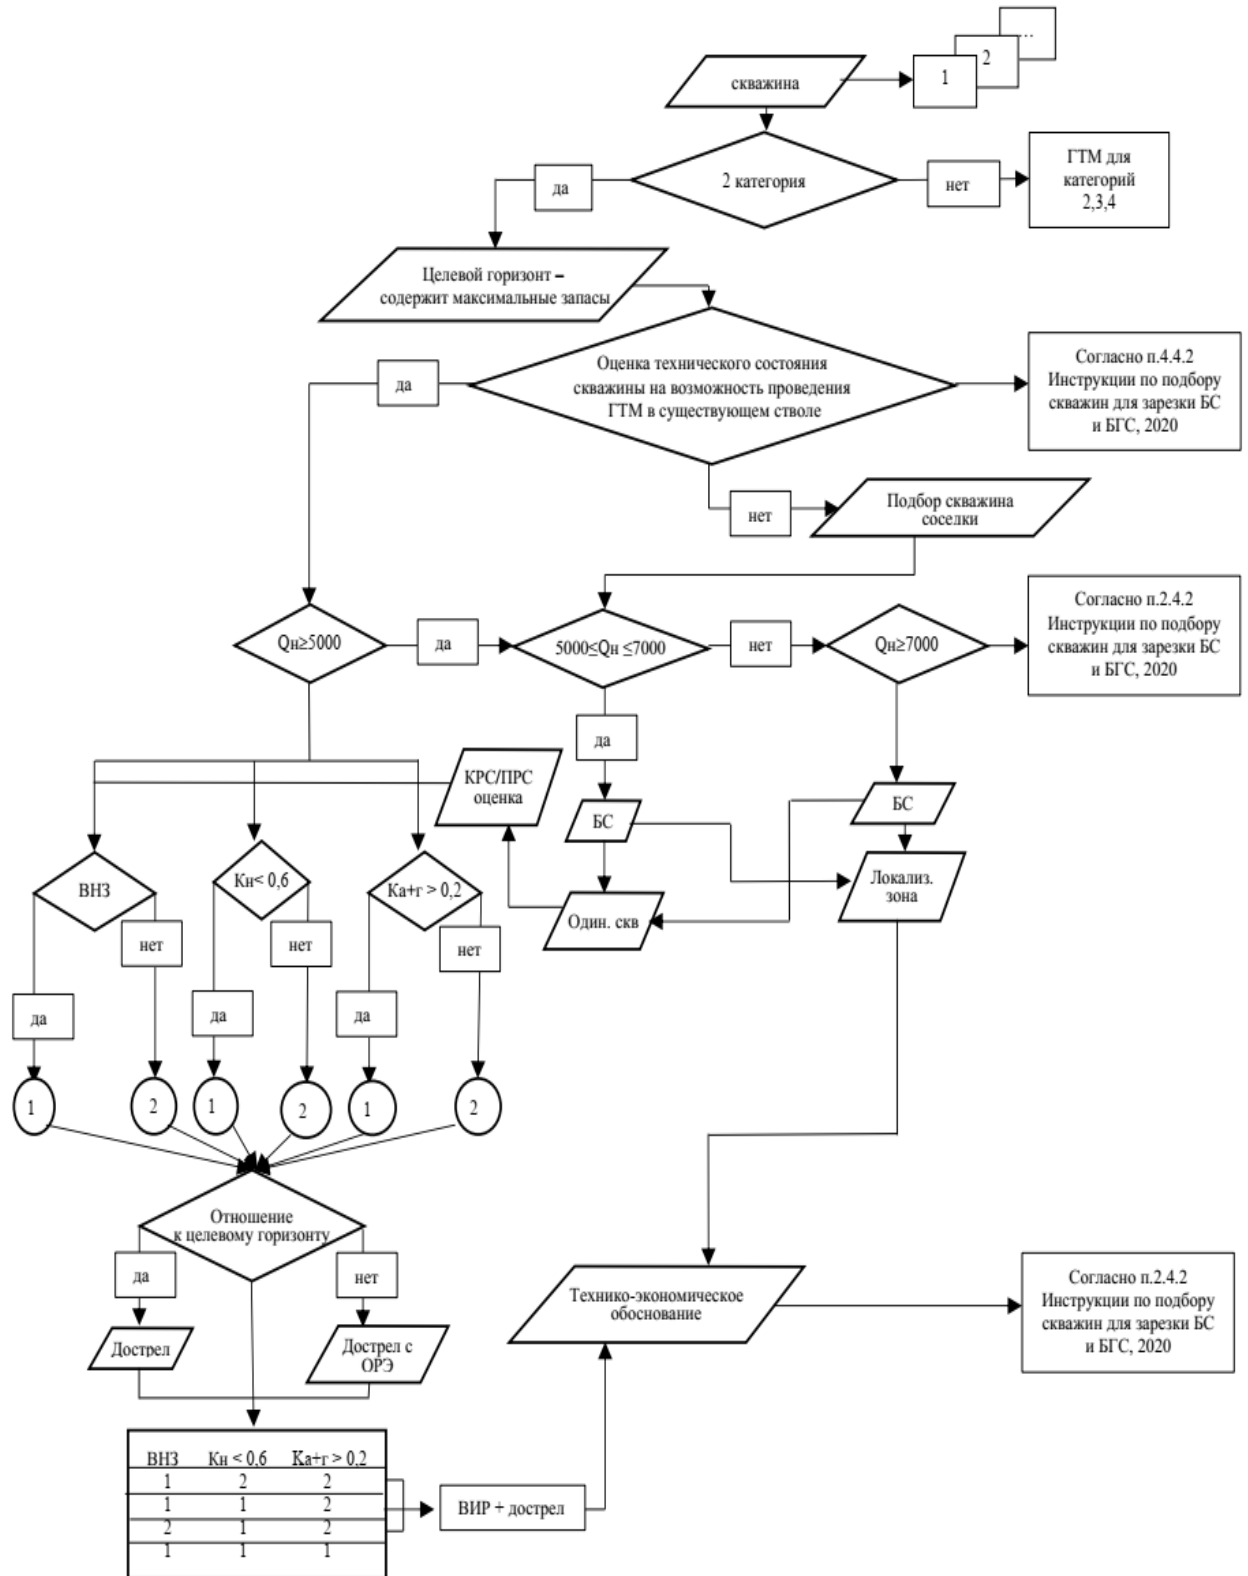 ...
2
1
скважина
2 категория
да
нет
ГТМ для
категорий
2,3,4
Целевой горизонт –
содержит максимальные запасы
Оценка технического состояния
скважины на возможность проведения
ГТМ в существующем стволе
да
Согласно п.4.4.2
Инструкции по подбору
скважин для зарезки БС
и БГС, 2020
нет
Подбор скважина
соседки
Qн≥5000
да
5000≤Qн ≤7000
нет
Qн≥7000
Согласно п.2.4.2
Инструкции по подбору
скважин для зарезки БС
и БГС, 2020
да
КРС/ПРС
оценка
БС
БС
ВНЗ
Кн< 0,6
Ка+г > 0,2
Один. скв
Локализ.
зона
да
нет
да
нет
да
нет
1
2
1
2
1
2
Отношение
к целевому горизонту
да
нет
Дострел
Дострел с
ОРЭ
Технико-экономическое
обоснование
Согласно п.2.4.2
Инструкции по подбору
скважин для зарезки БС
и БГС, 2020
ВНЗ Кн < 0,6 Ка+г > 0,2
1 2 2
1 1 2
2 1 2
1 1 1
ВИР + дострел